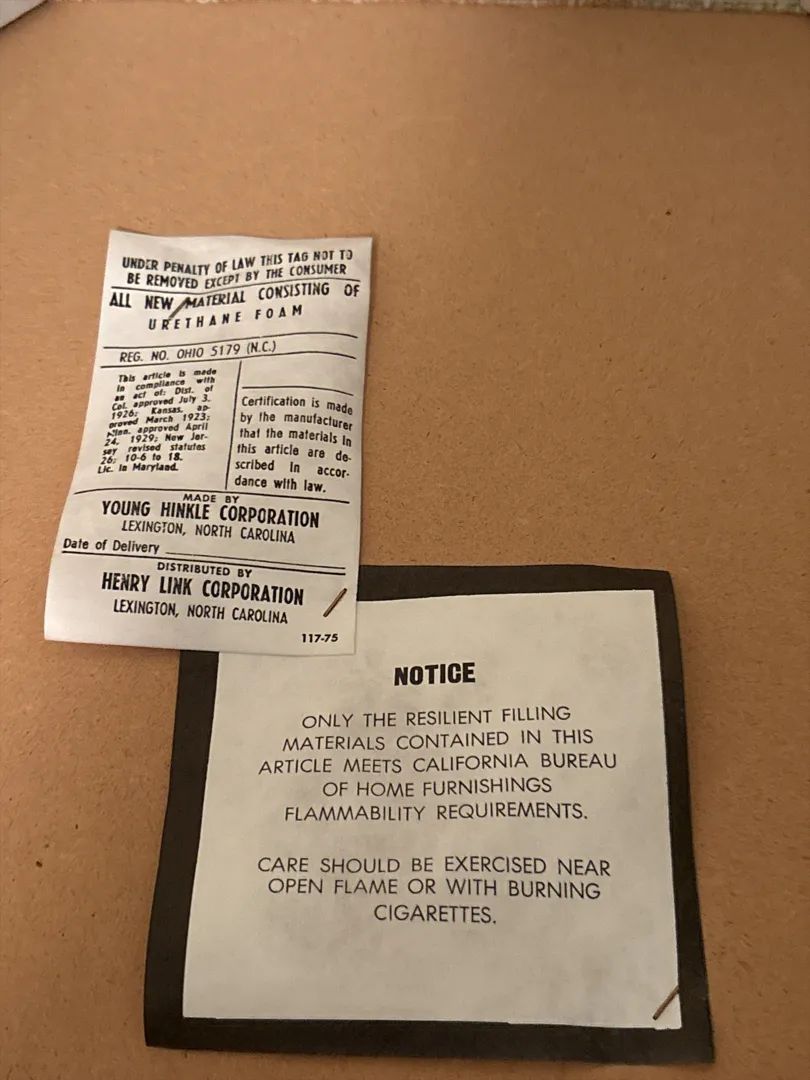 UNDER PENALTY OF LAW THIS TAG NOT TO
BE REMOVED EXCEPT BY THE CONSUMER
ALL NEW MATERIAL CONSISTING OF
URETHANE FOAM
REG. NO. OHIO 5179 (N.C.)
This article is made
in compliance with
an act of: Dist. of
Col. approved July 3.
1926; Kansas. ap-
proved March 1923;
Minn. approved April
24, 1929; New Jer-
sey revised statutes
26; 10-6 to 18.
Lic. in Maryland.
Certification is made
by the manufacturer
that the materials in
this article are de-
scribed in accor-
dance with law.
MADE BY
YOUNG HINKLE CORPORATION
LEXINGTON, NORTH CAROLINA
Date of Delivery
DISTRIBUTED BY
HENRY LINK CORPORATION
LEXINGTON, NORTH CAROLINA
117-75
NOTICE
ONLY THE RESILIENT FILLING
MATERIALS CONTAINED IN THIS
ARTICLE MEETS CALIFORNIA BUREAU
OF HOME FURNISHINGS
FLAMMABILITY REQUIREMENTS.
CARE SHOULD BE EXERCISED NEAR
OPEN FLAME OR WITH BURNING
CIGARETTES.